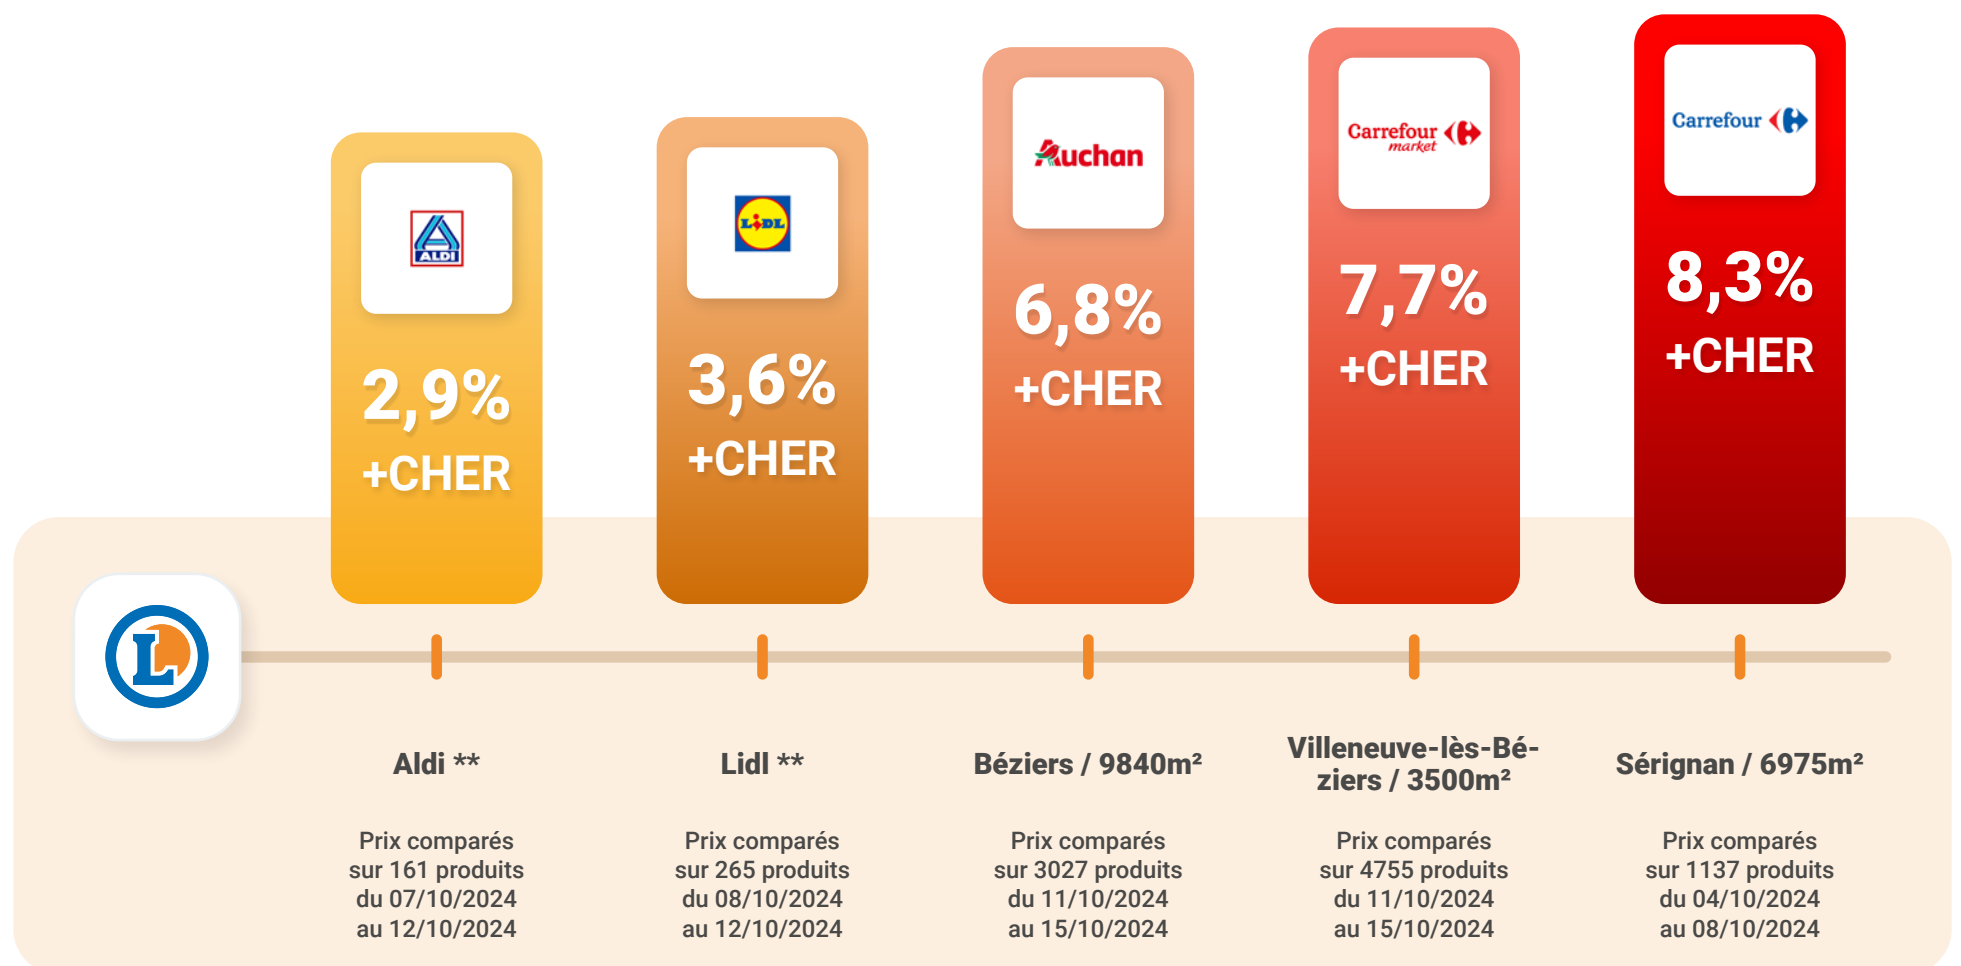 ALDI
2,9%
+CHER
LIDL
3,6%
+CHER
Auchan
6,8%
+CHER
Carrefour
market
7,7%
+CHER
Carrefour
8,3%
+CHER
L
Aldi **
Prix comparés
sur 161 produits
du 07/10/2024
au 12/10/2024
Lidl **
Prix comparés
sur 265 produits
du 08/10/2024
au 12/10/2024
Béziers / 9840m²
Prix comparés
sur 3027 produits
du 11/10/2024
au 15/10/2024
Villeneuve-lès-Bé-
ziers / 3500m²
Prix comparés
sur 4755 produits
du 11/10/2024
au 15/10/2024
Sérignan / 6975m²
Prix comparés
sur 1137 produits
du 04/10/2024
au 08/10/2024